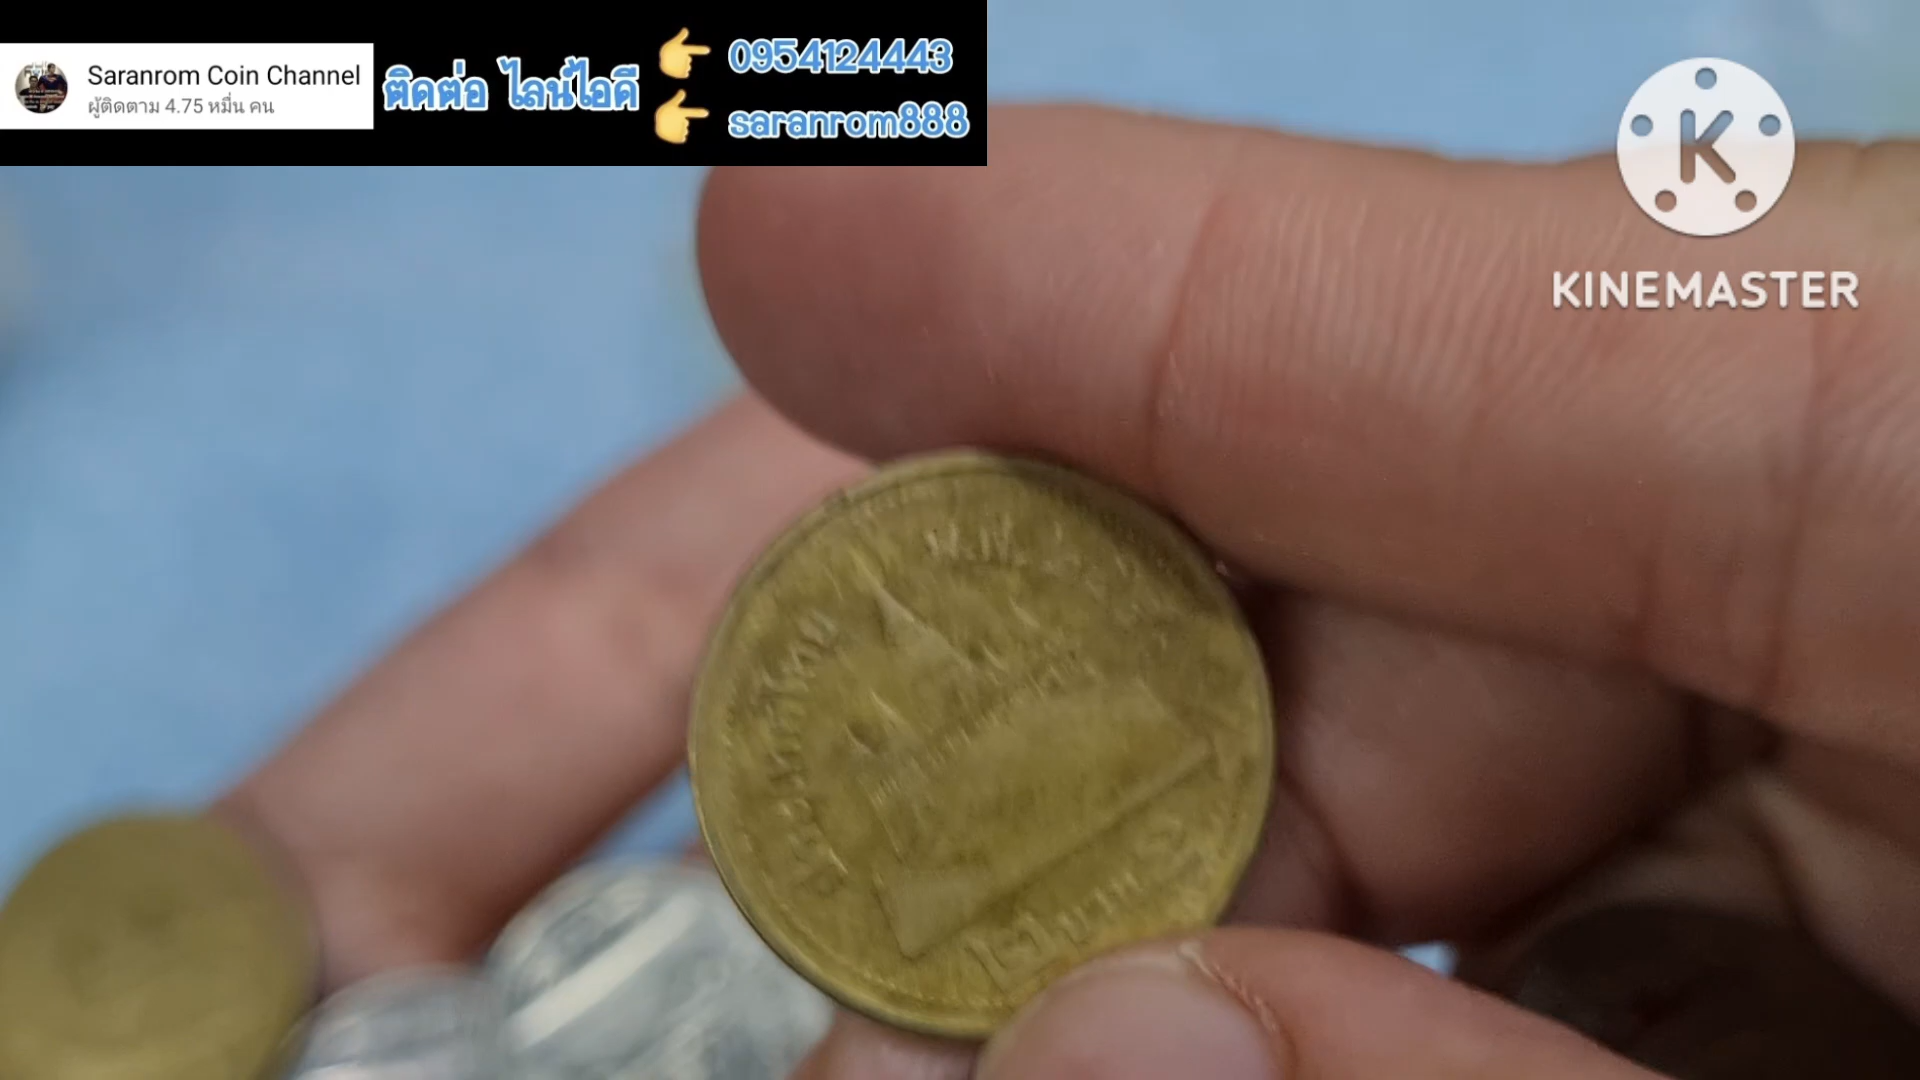 Saranrom Coin Channel
ผู้ติดตาม 4.75 หมื่น คน
ติดต่อ ไลน์ไอดี
0954124443
saranrom888
KINEMASTER
ประเทศไทย
พ.ศ.
บาท